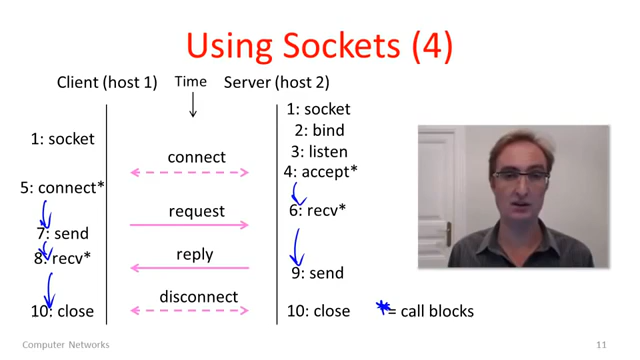 Using Sockets (4)
Client (host 1) Time Server (host 2)
1: socket
2: bind
1: socket
3: listen
connect
4: accept*
5: connect*
request
6: recv*
7: send
8: recv*
reply
9: send
disconnect
10: close
10: close
*= call blocks
Computer Networks
11